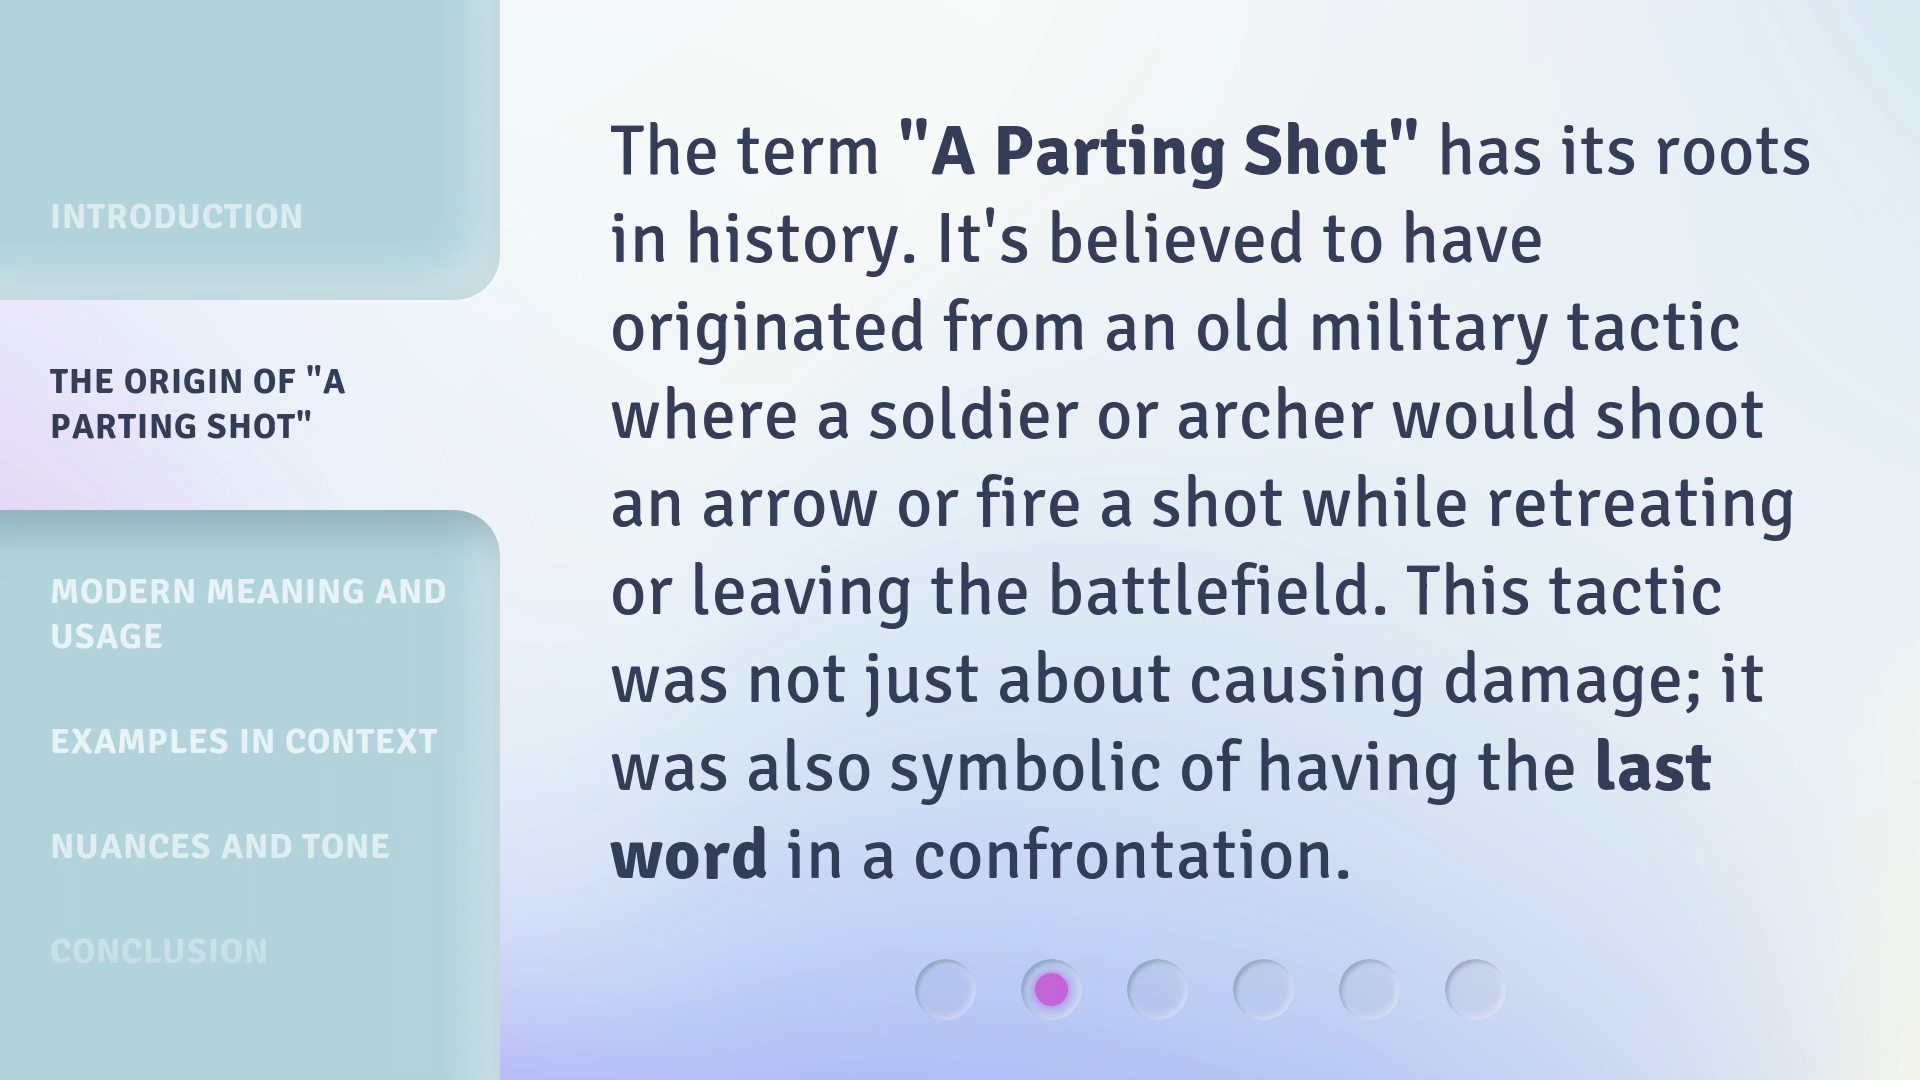 INTRODUCTION
THE ORIGIN OF "A
PARTING SHOT"
MODERN MEANING AND
USAGE
EXAMPLES IN CONTEXT
NUANCES AND TONE
CONCLUSION
The term "A Parting Shot" has its roots
in history. It's believed to have
originated from an old military tactic
where a soldier or archer would shoot
an arrow or fire a shot while retreating
or leaving the battlefield. This tactic
was not just about causing damage; it
was also symbolic of having the last
word in a confrontation.